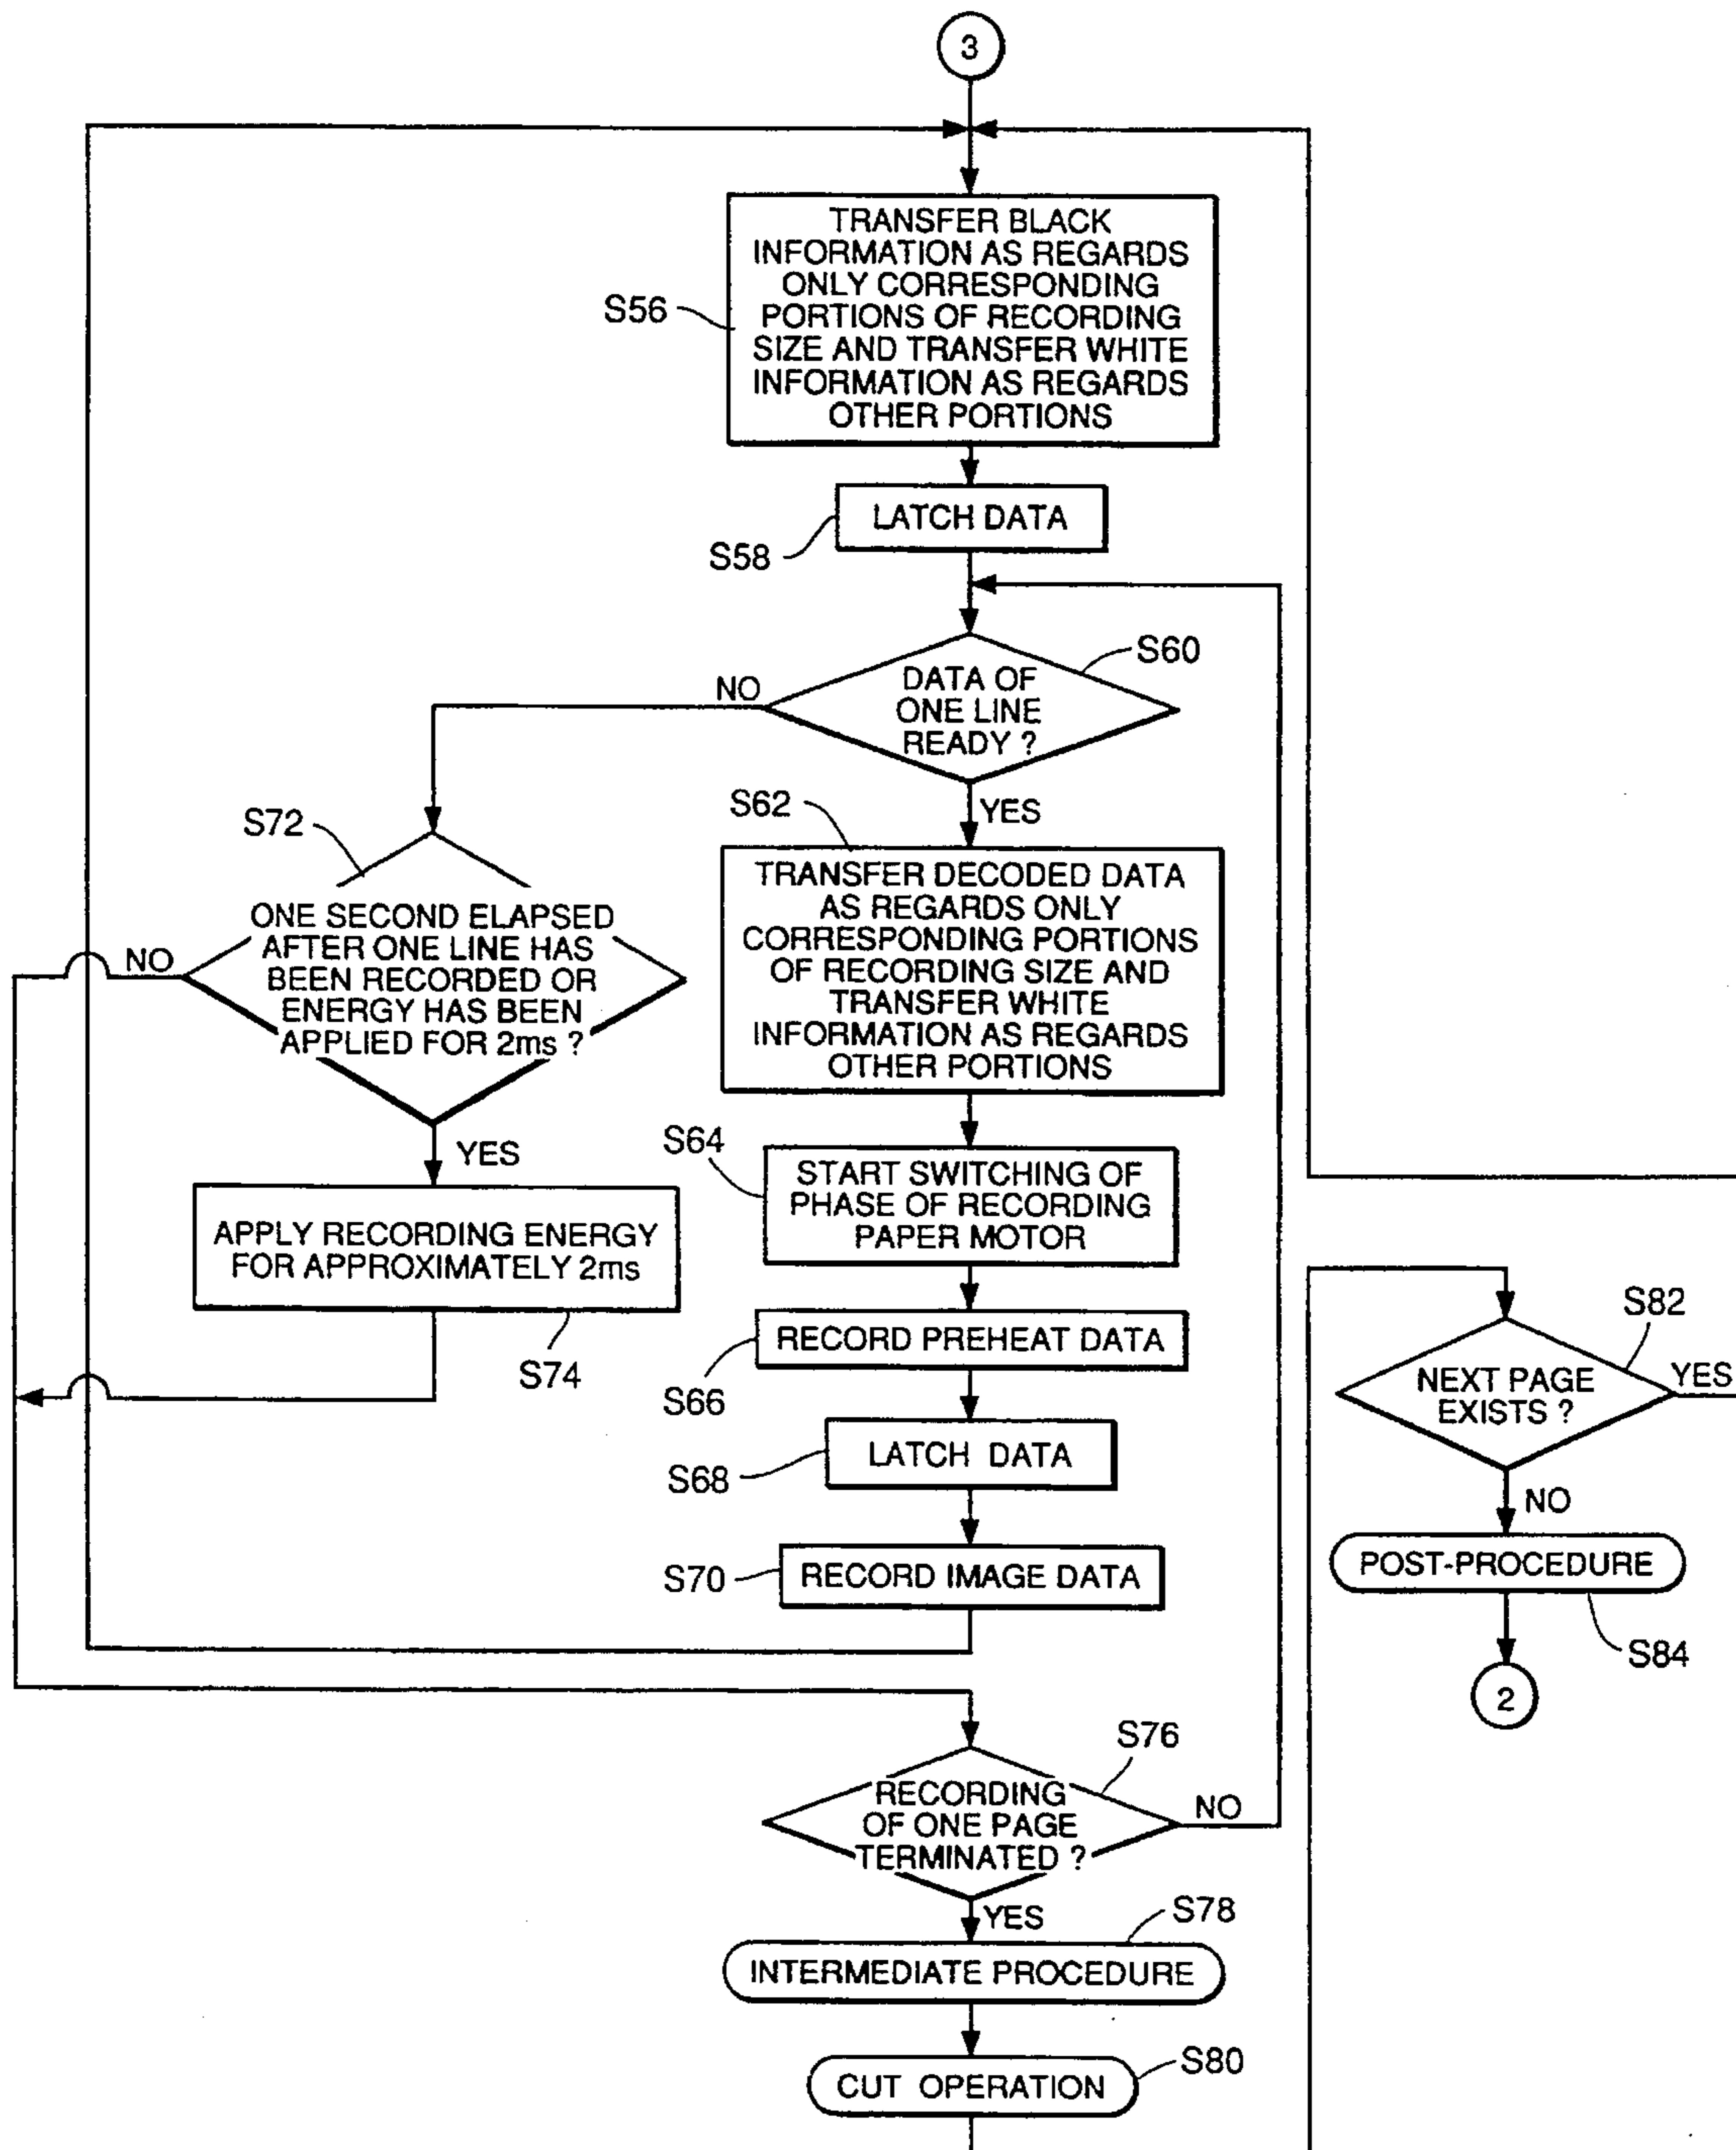 3
TRANSFER BLACK
INFORMATION AS REGARDS
ONLY CORRESPONDING
PORTIONS OF RECORDING
SIZE AND TRANSFER WHITE
INFORMATION AS REGARDS
OTHER PORTIONS
S56
LATCH DATA
S58
S60
DATA OF
ONE LINE
READY ?
NO
YES
S72
ONE SECOND ELAPSED
AFTER ONE LINE HAS
BEEN RECORDED OR
ENERGY HAS BEEN
APPLIED FOR 2ms ?
NO
YES
S62
TRANSFER DECODED DATA
AS REGARDS ONLY
CORRESPONDING PORTIONS
OF RECORDING SIZE AND
TRANSFER WHITE
INFORMATION AS REGARDS
OTHER PORTIONS
APPLY RECORDING ENERGY
FOR APPROXIMATELY 2ms
S74
S64
START SWITCHING OF
PHASE OF RECORDING
PAPER MOTOR
RECORD PREHEAT DATA
S66
LATCH DATA
S68
S70
RECORD IMAGE DATA
S76
RECORDING
OF ONE PAGE
TERMINATED ?
NO
YES
S78
INTERMEDIATE PROCEDURE
S80
CUT OPERATION
S82
NEXT PAGE
EXISTS ?
YES
NO
POST-PROCEDURE
S84
2